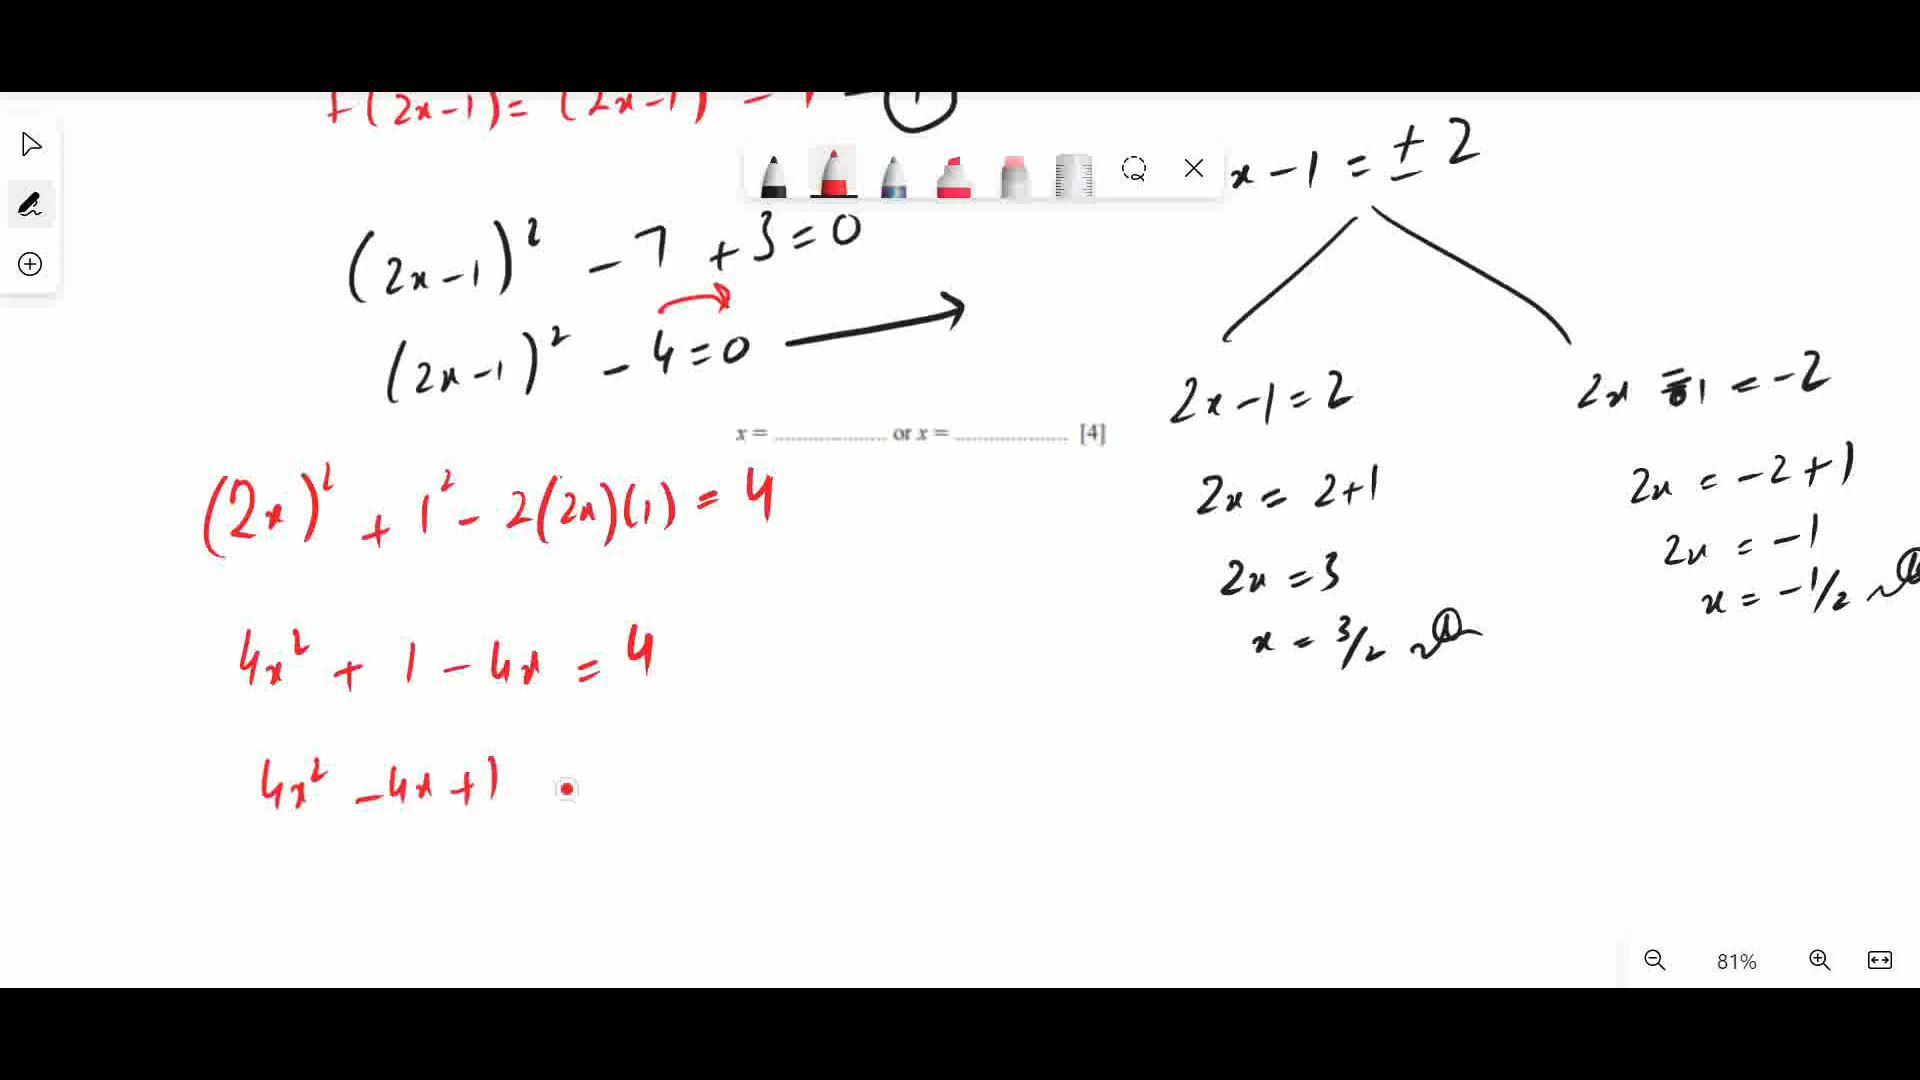 (2x-1)² - 7 + 3 = 0
(2x-1)² - 4 = 0
x = ................ or x = ................ [4]
(2x)² + 1² - 2(2x)(1) = 4
4x² + 1 - 4x = 4
4x² - 4x + 1
x - 1 = ± 2
2x - 1 = 2
2x = 2+1
2x = 3
x = 3/2
2x - 1 = -2
2x = -2+1
2x = -1
x = -1/2
81%